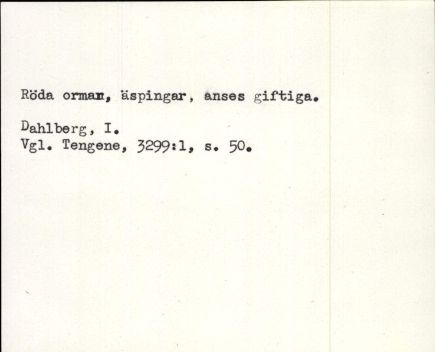 Röda ormar, äspingar, anses giftiga.
Dahlberg, I.
Vgl. Tengene, 3299:1, s. 50.